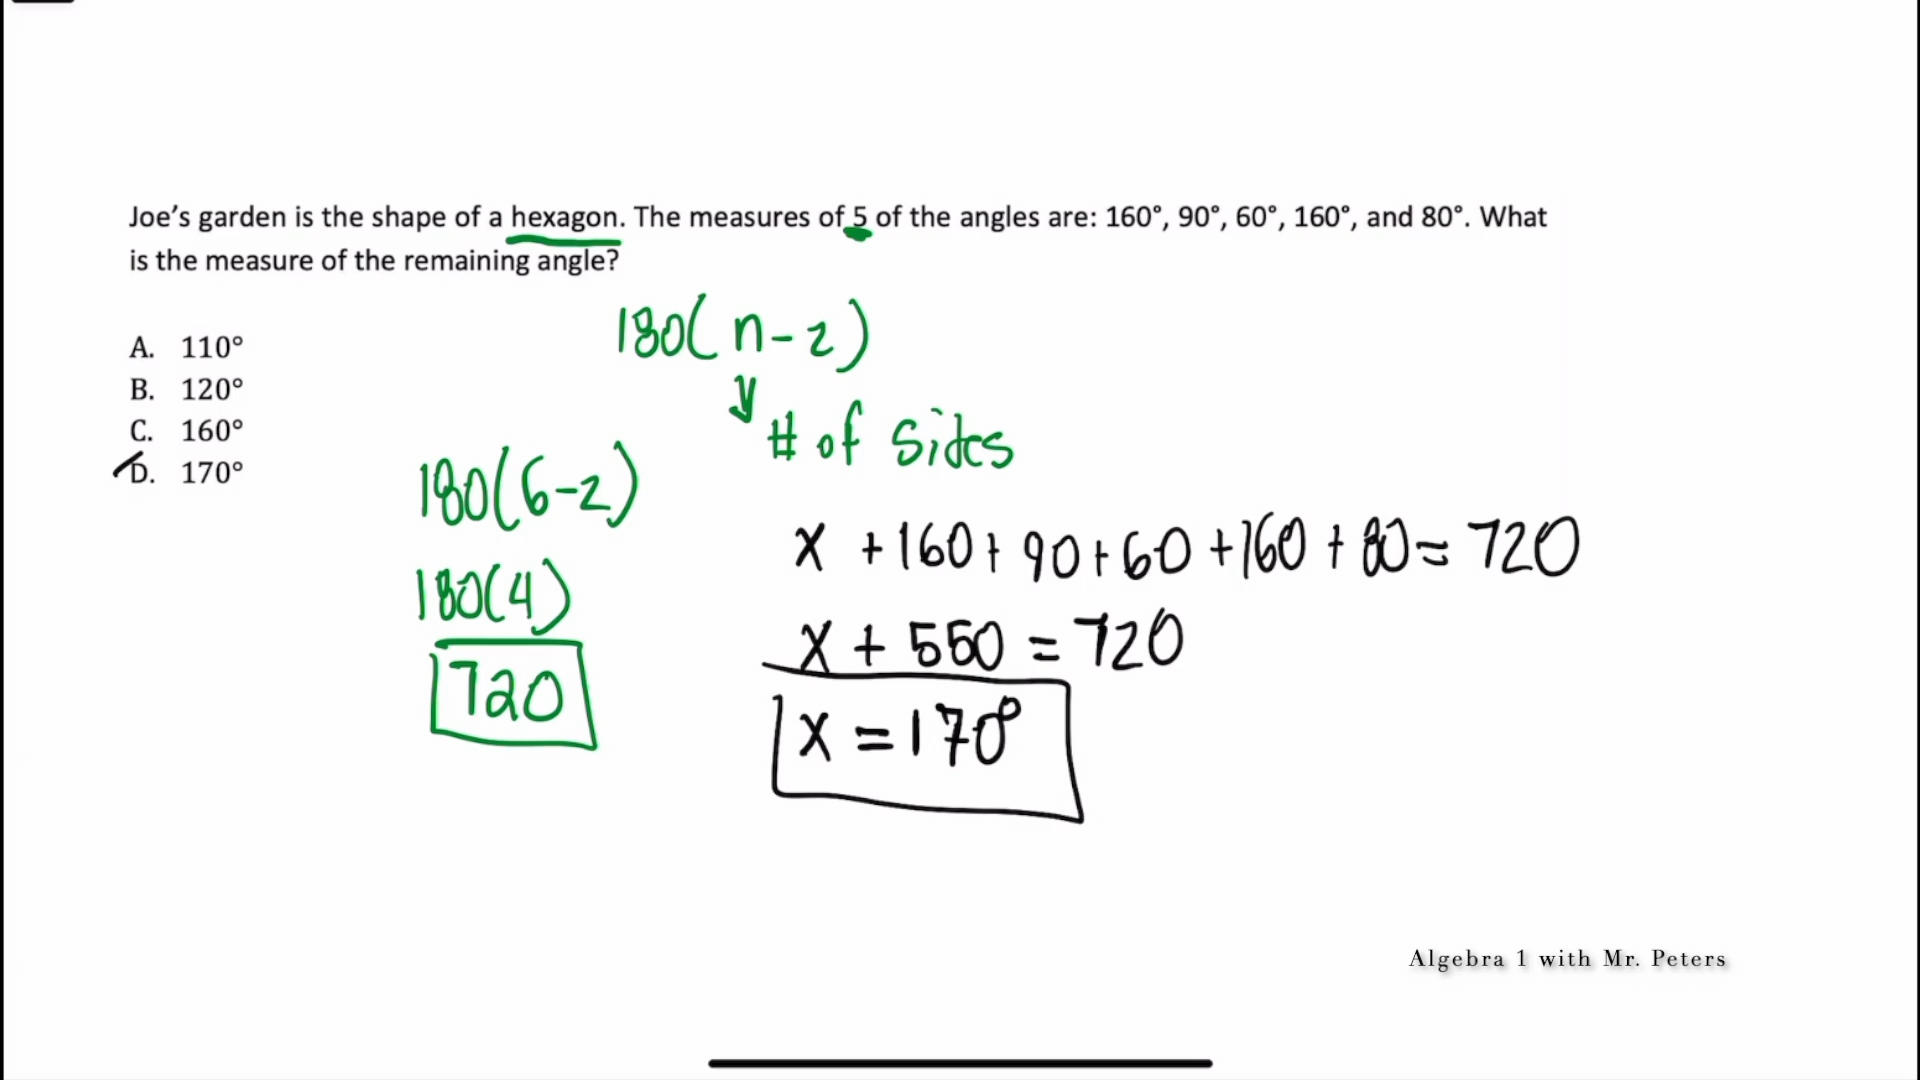 Joe’s garden is the shape of a hexagon. The measures of 5 of the angles are: 160°, 90°, 60°, 160°, and 80°. What
is the measure of the remaining angle?
A. 110°
B. 120°
C. 160°
D. 170°
180(n-2)
# of sides
180(6-2)
180(4)
720
x +160+ 90+60+160+80=720
x + 550 = 720
x = 170°
Algebra 1 with Mr. Peters